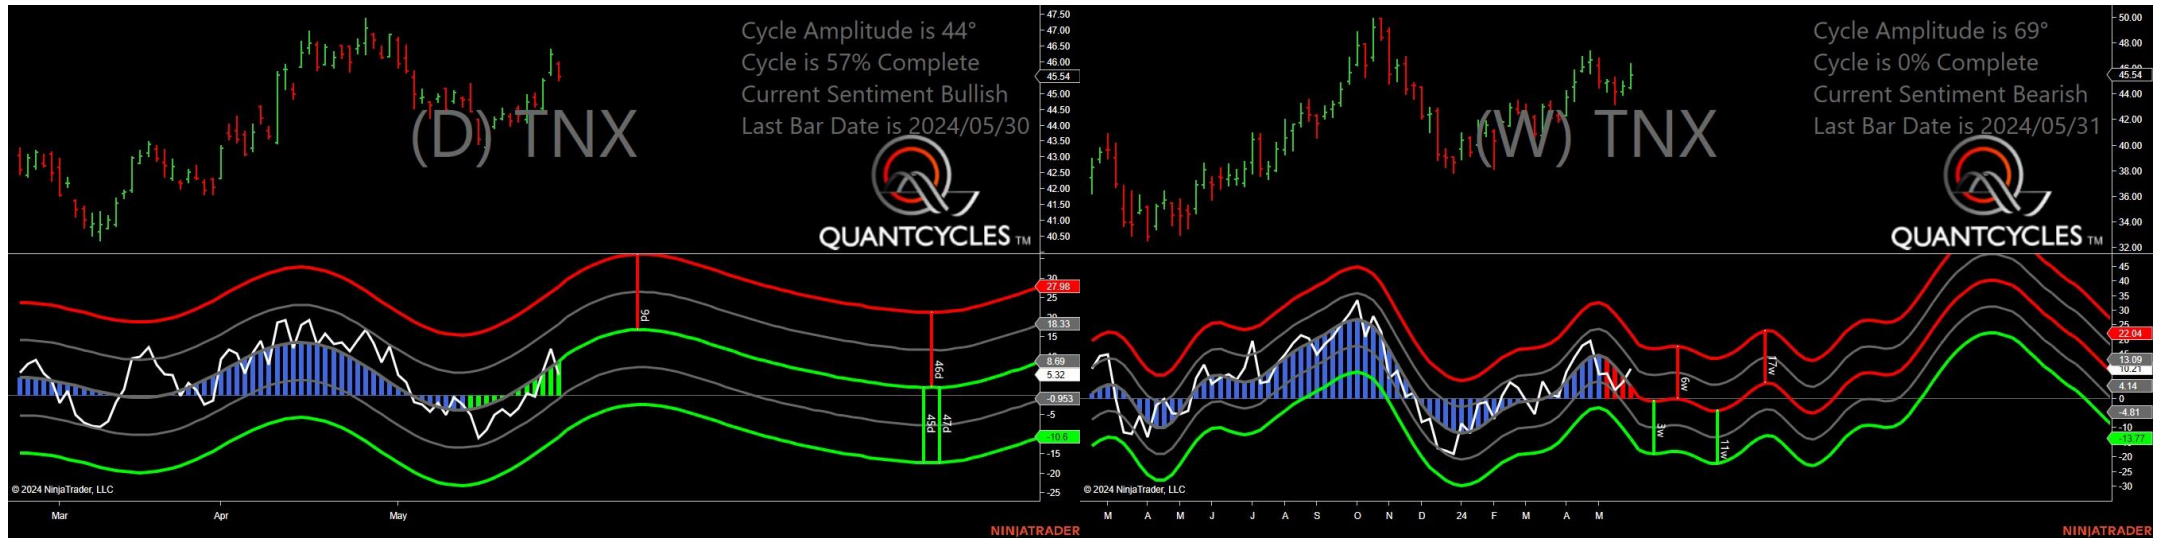 Cycle Amplitude is 44°
Cycle is 57% Complete
Current Sentiment Bullish
Last Bar Date is 2024/05/30
(D) TNX
QUANTCYCLES TM
47.50
47.00
46.50
46.00
45.54
45.00
44.50
44.00
43.50
43.00
42.50
42.00
41.50
41.00
40.50
9d
46d
45d
47d
30
27.98
25
18.33
15
8.69
5.32
-0.953
-5
-10.6
-15
-20
-25
© 2024 NinjaTrader, LLC
Mar
Apr
May
NINJATRADER
Cycle Amplitude is 69°
Cycle is 0% Complete
Current Sentiment Bearish
Last Bar Date is 2024/05/31
(W) TNX
QUANTCYCLES TM
50.00
48.00
45.54
44.00
42.00
40.00
38.00
36.00
34.00
32.00
6w
17w
3w
11w
45
35
30
25
22.04
13.09
10.21
4.14
0
-4.81
-10
-13.77
-20
-30
© 2024 NinjaTrader, LLC
M A M J J A S O N D 24 F M A M
NINJATRADER